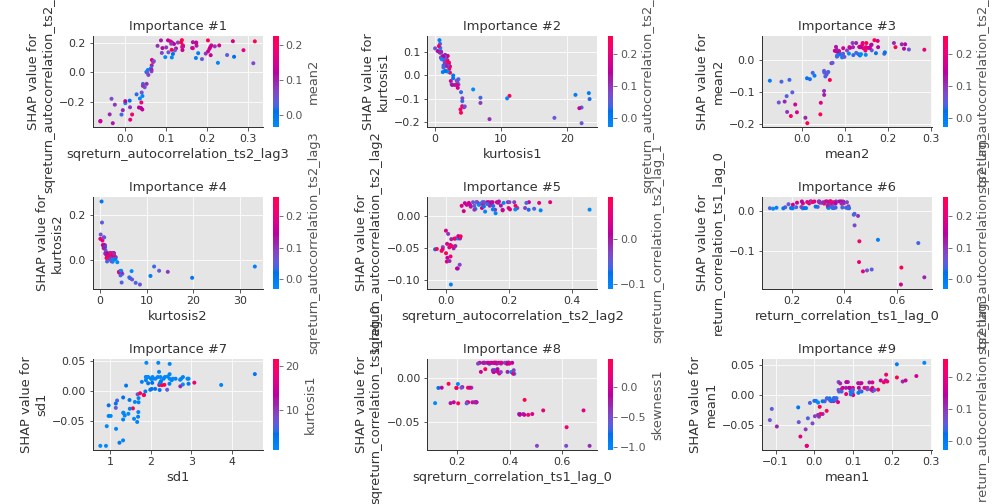 Importance #1
SHAP value for
sqreturn_autocorrelation_ts2_
0.2
0.0
−0.2
0.0
0.1
0.2
0.3
sqreturn_autocorrelation_ts2_lag3
0.2
0.1
0.0
mean2
Importance #2
SHAP value for
kurtosis1
0.1
0.0
−0.1
−0.2
0
10
20
kurtosis1
0.2
0.1
0.0
sqreturn_autocorrelation_ts2_
Importance #3
SHAP value for
mean2
0.0
−0.1
−0.2
0.0
0.1
0.2
0.3
mean2
0.2
0.1
0.0
sqreturn_autocorrelation_ts2_lag3
Importance #4
SHAP value for
kurtosis2
0.2
0.0
0
10
20
30
kurtosis2
0.2
0.1
0.0
sqreturn_autocorrelation_ts2_lag3
Importance #5
SHAP value for
sqreturn_autocorrelation_ts2_lag2
0.00
−0.05
−0.10
0.0
0.2
0.4
sqreturn_autocorrelation_ts2_lag2
0.0
−0.1
sqreturn_correlation_ts2_lag_1
Importance #6
SHAP value for
return_correlation_ts1_lag_0
0.0
−0.1
0.2
0.4
0.6
return_correlation_ts1_lag_0
0.2
0.1
0.0
Importance #7
SHAP value for
sd1
0.05
0.00
−0.05
1
2
3
4
sd1
20
10
kurtosis1
Importance #8
SHAP value for
sqreturn_correlation_ts1_lag_0
0.00
−0.05
0.2
0.4
0.6
sqreturn_correlation_ts1_lag_0
0.0
−0.5
−1.0
skewness1
Importance #9
SHAP value for
mean1
0.05
0.00
−0.05
−0.1
0.0
0.1
0.2
0.3
mean1
0.2
0.1
0.0